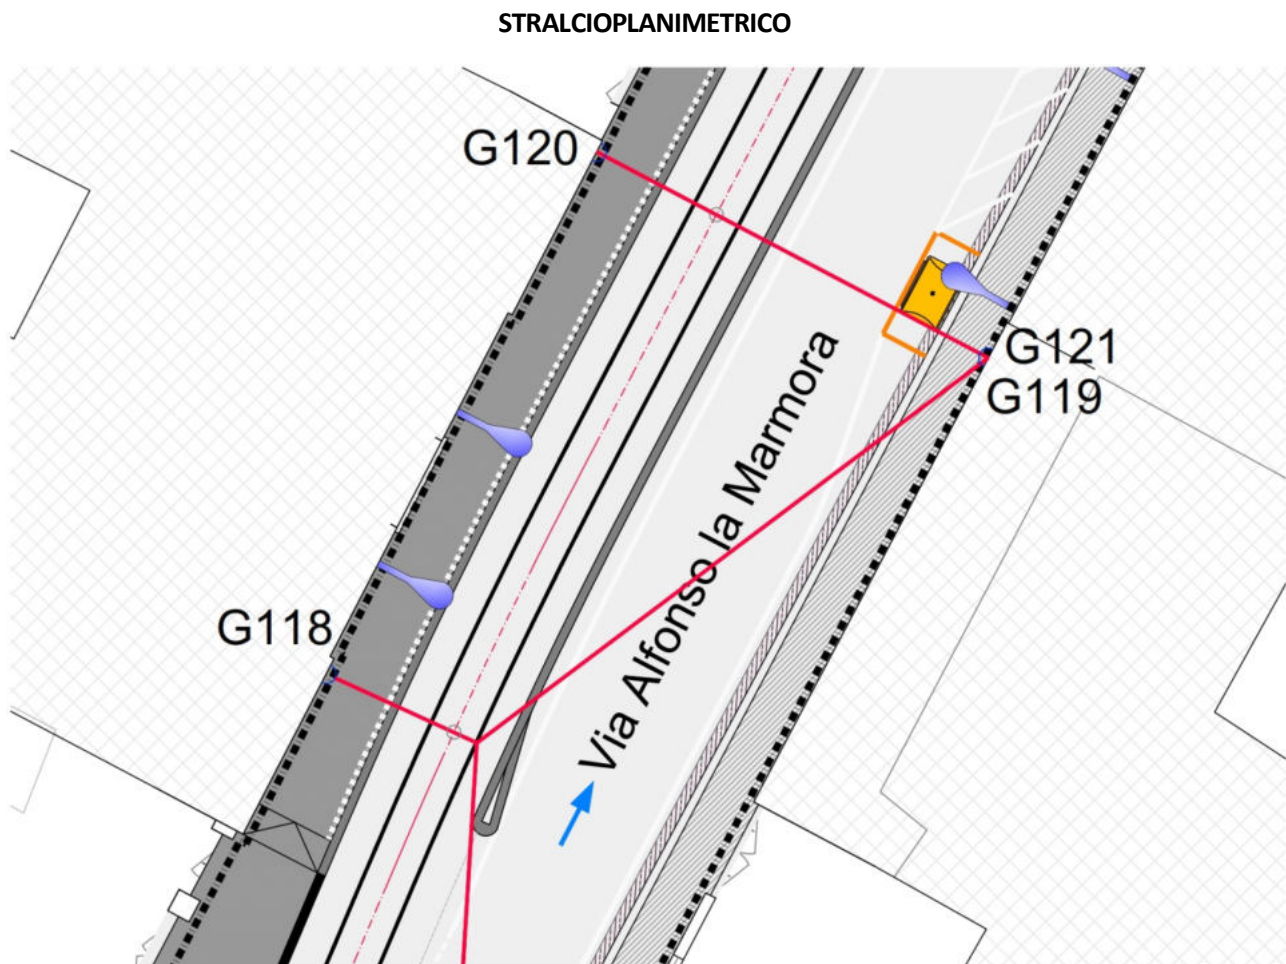 STRALCIOPLANIMETRICO
G120
G121
G119
Via Alfonso la Marmora
G118